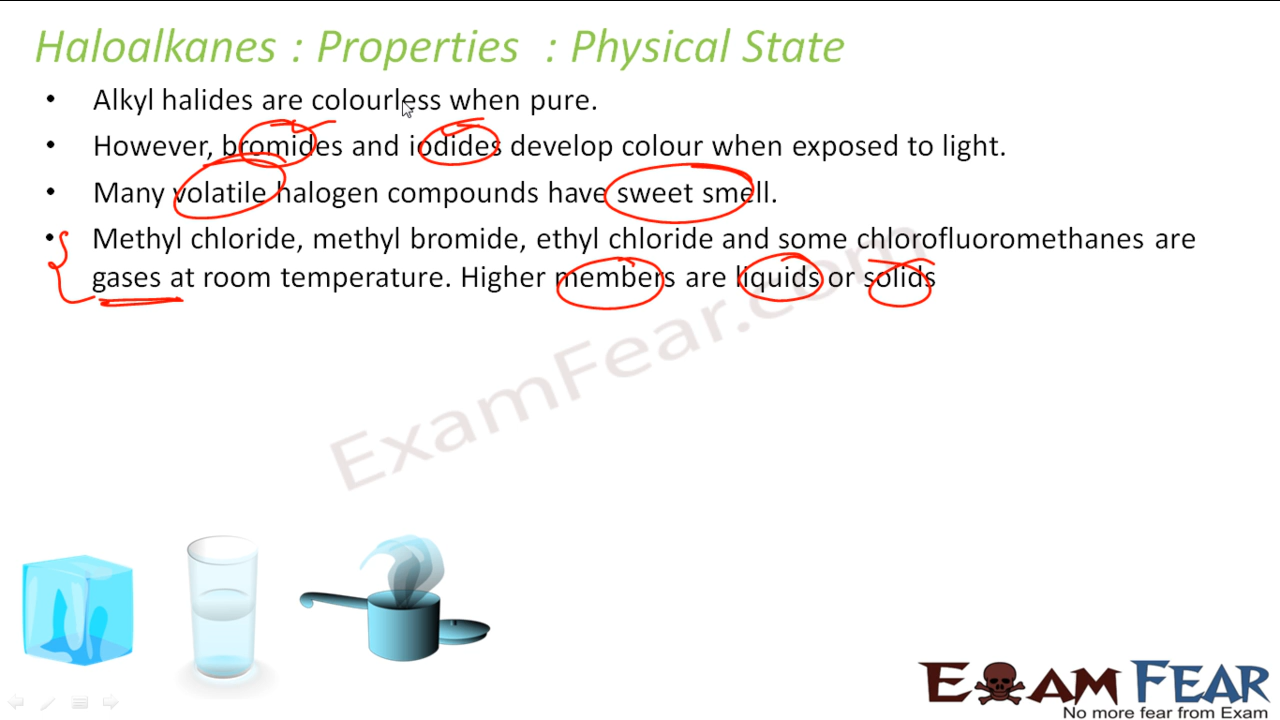 Haloalkanes : Properties : Physical State
• Alkyl halides are colourless when pure.
• However, bromides and iodides develop colour when exposed to light.
• Many volatile halogen compounds have sweet smell.
• Methyl chloride, methyl bromide, ethyl chloride and some chlorofluoromethanes are
gases at room temperature. Higher members are liquids or solids
ExamFear.com
EXAM FEAR
No more fear from Exam